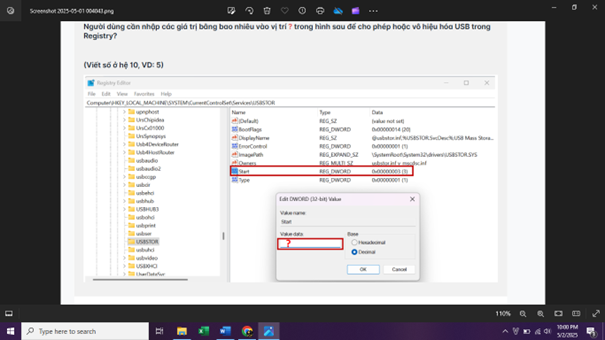 Screenshot 2025-05-01 004843.png
Người dùng cần nhập các giá trị bằng bao nhiêu vào vị trí ? trong hình sau để cho phép hoặc vô hiệu hóa USB trong
Registry?
(Viết số ở hệ 10, VD: 5)
Registry Editor
File Edit View Favorites Help
Computer\HKEY_LOCAL_MACHINE\SYSTEM\CurrentControlSet\Services\USBSTOR
upnphost
UrsChipidea
UrsCx01000
UrsSynopsys
Usb4DeviceRouter
Usb4HostRouter
usbaudio
usbaudio2
usbccgp
usbcir
usbehci
usbhub
USBHUB3
usbohci
usbprint
usbser
USBSTOR
usbuhci
usbvideo
USBXHCI
UserDataSvc
Name Type Data
(Default) REG_SZ (value not set)
BootFlags REG_DWORD 0x00000014 (20)
DisplayName REG_SZ @usbstor.inf,%USBSTOR.SvcDesc%;USB Mass Stora...
ErrorControl REG_DWORD 0x00000001 (1)
ImagePath REG_EXPAND_SZ \SystemRoot\System32\drivers\USBSTOR.SYS
Owners REG_MULTI_SZ usbstor.inf v_mscdsc.inf
Start REG_DWORD 0x00000003 (3)
Type REG_DWORD 0x00000001 (1)
Edit DWORD (32-bit) Value
Value name:
Start
Value data:
?
Base
Hexadecimal
Decimal
OK Cancel
110%
Type here to search
10:00 PM
5/2/2025